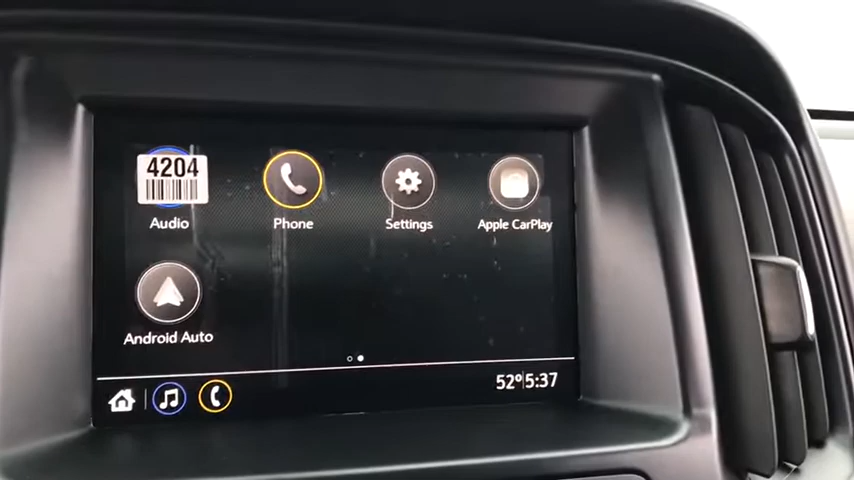 4204
Audio
Phone
Settings
Apple CarPlay
Android Auto
52° 5:37